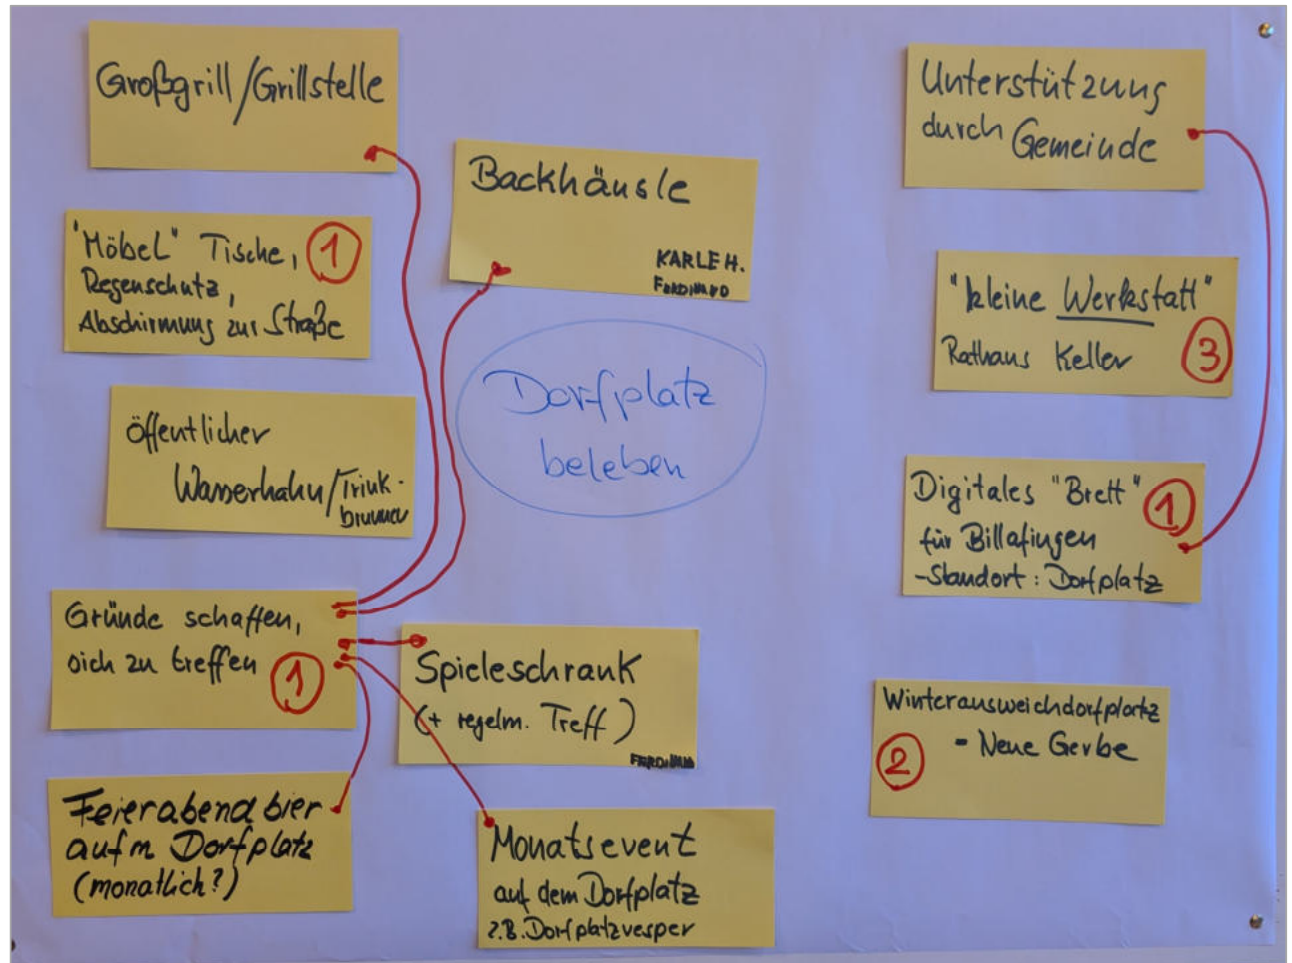 Großgrill/Grillstelle
"Möbel" Tische, 1
Regenschutz,
Abschirmung zur Straße
öffentlicher
Wasserhahn/Trink-
brunnen
Gründe schaffen,
sich zu treffen 1
Feierabendbier
aufm Dorfplatz
(monatlich?)
Backhäusle
KARLE H.
FERDINAND
Dorfplatz
beleben
Spieleschrank
(+ regelm. Treff)
FERDINAND
Monatsevent
auf dem Dorfplatz
z.B. Dorfplatzvesper
Unterstützung
durch Gemeinde
"kleine Werkstatt"
Rathaus Keller 3
Digitales "Brett" 1
für Billafingen
-Standort: Dorfplatz
Winterausweichdorfplatz
- Neue Gerbe
2